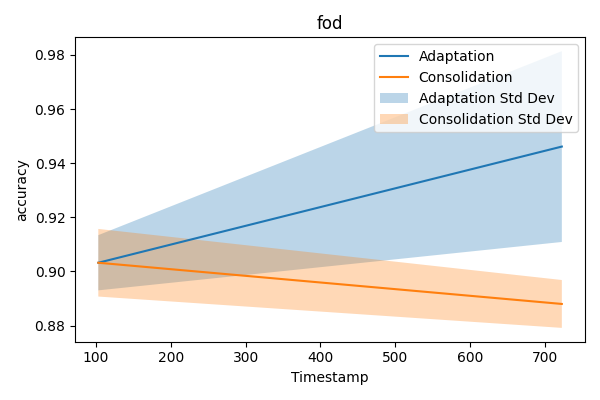 fod
Adaptation
Consolidation
Adaptation Std Dev
Consolidation Std Dev
accuracy
0.98
0.96
0.94
0.92
0.90
0.88
100 200 300 400 500 600 700
Timestamp